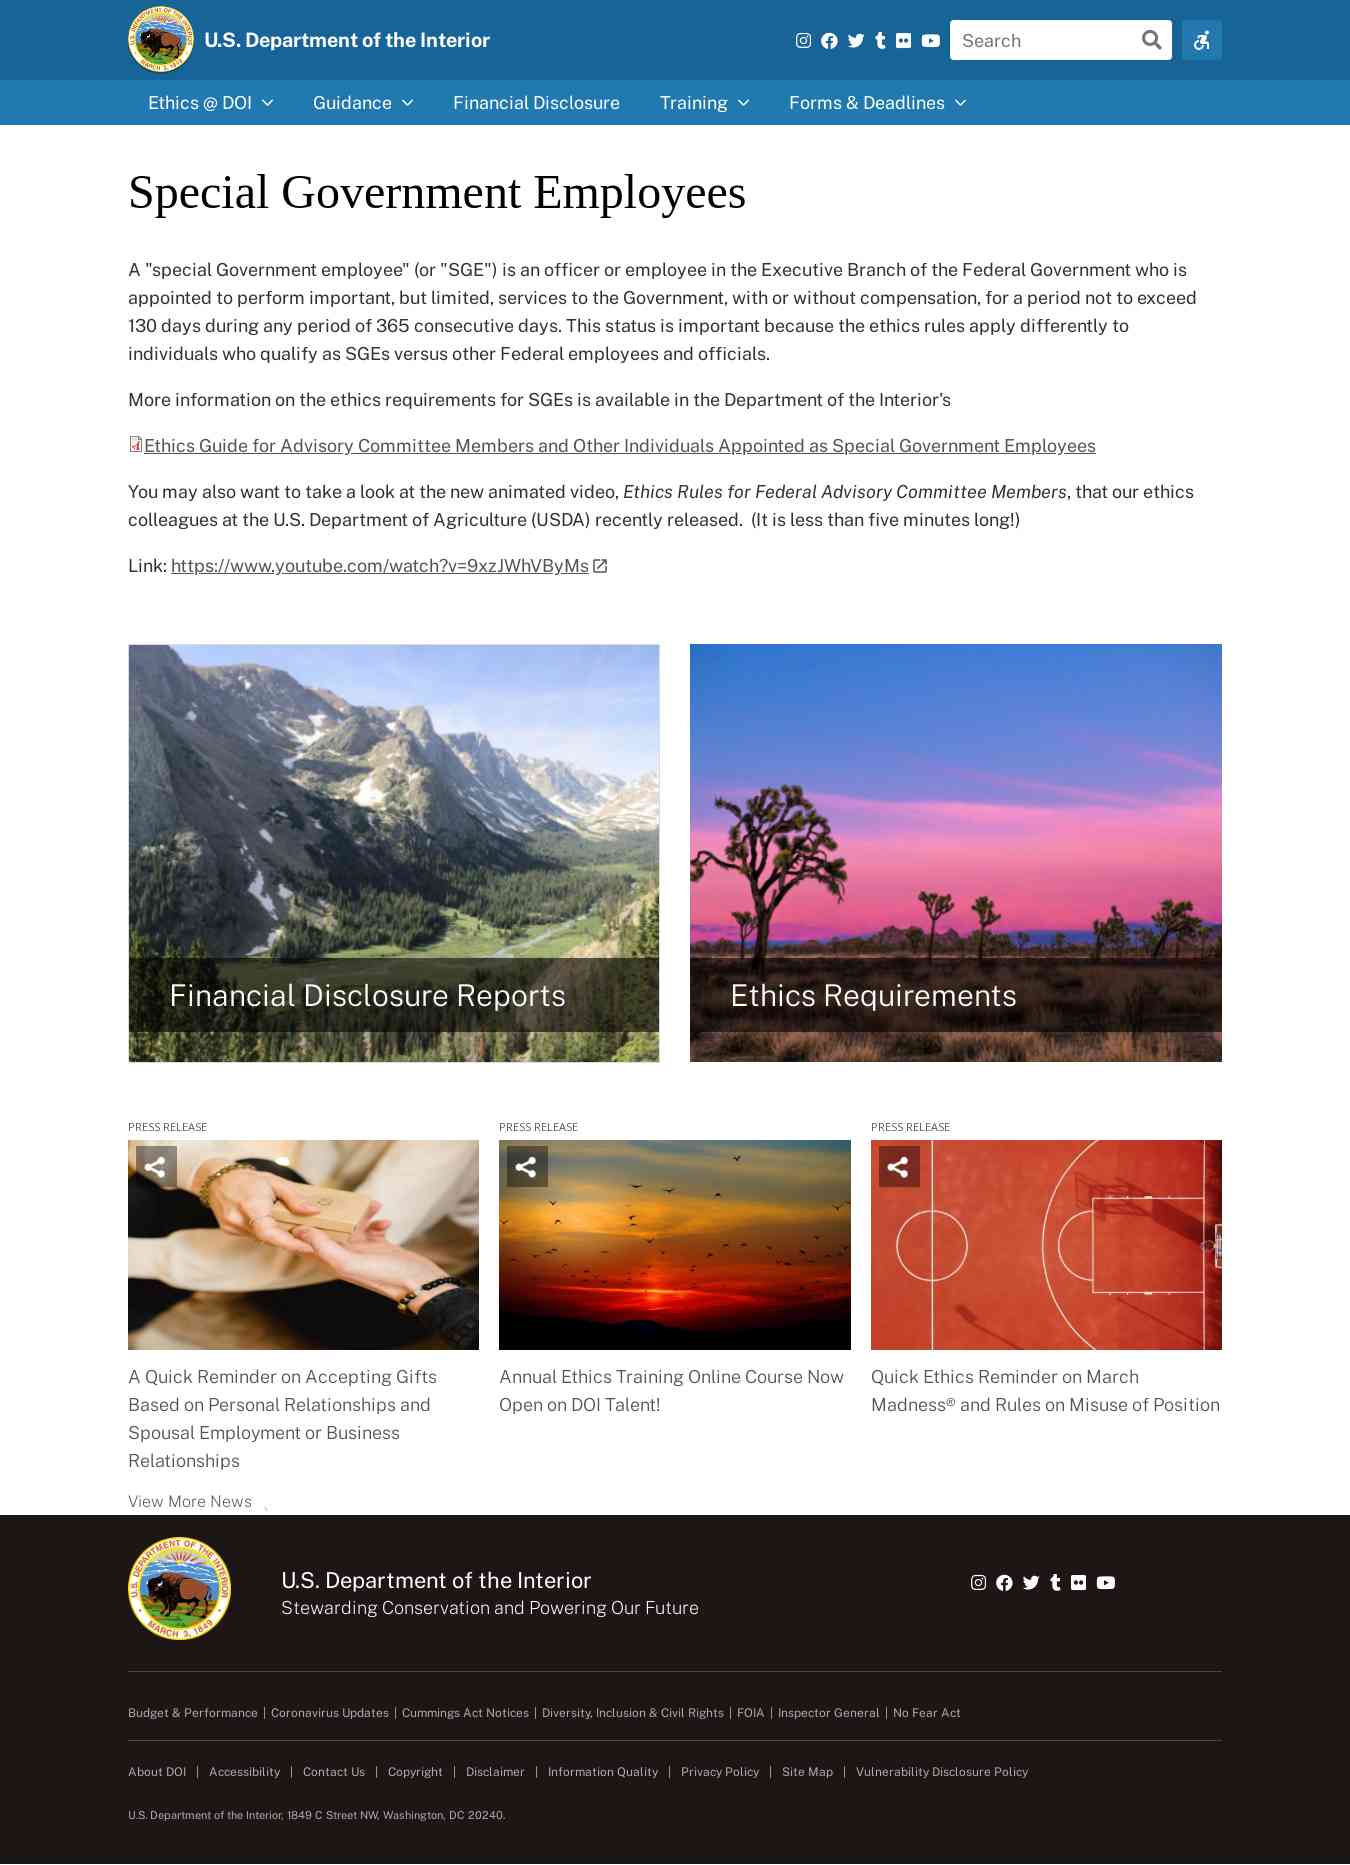 U.S. Department of the Interior
Search
Ethics @ DOI
Guidance
Financial Disclosure
Training
Forms & Deadlines
Special Government Employees
A "special Government employee" (or "SGE") is an officer or employee in the Executive Branch of the Federal Government who is
appointed to perform important, but limited, services to the Government, with or without compensation, for a period not to exceed
130 days during any period of 365 consecutive days. This status is important because the ethics rules apply differently to
individuals who qualify as SGEs versus other Federal employees and officials.
More information on the ethics requirements for SGEs is available in the Department of the Interior's
Ethics Guide for Advisory Committee Members and Other Individuals Appointed as Special Government Employees
You may also want to take a look at the new animated video, Ethics Rules for Federal Advisory Committee Members, that our ethics
colleagues at the U.S. Department of Agriculture (USDA) recently released.  (It is less than five minutes long!)
Link: https://www.youtube.com/watch?v=9xzJWhVByMs
Financial Disclosure Reports
Ethics Requirements
PRESS RELEASE
A Quick Reminder on Accepting Gifts
Based on Personal Relationships and
Spousal Employment or Business
Relationships
PRESS RELEASE
Annual Ethics Training Online Course Now
Open on DOI Talent!
PRESS RELEASE
Quick Ethics Reminder on March
Madness® and Rules on Misuse of Position
View More News
U.S. DEPARTMENT OF THE INTERIOR
MARCH 3, 1849
U.S. Department of the Interior
Stewarding Conservation and Powering Our Future
Budget & Performance | Coronavirus Updates | Cummings Act Notices | Diversity, Inclusion & Civil Rights | FOIA | Inspector General | No Fear Act
About DOI | Accessibility | Contact Us | Copyright | Disclaimer | Information Quality | Privacy Policy | Site Map | Vulnerability Disclosure Policy
U.S. Department of the Interior, 1849 C Street NW, Washington, DC 20240.